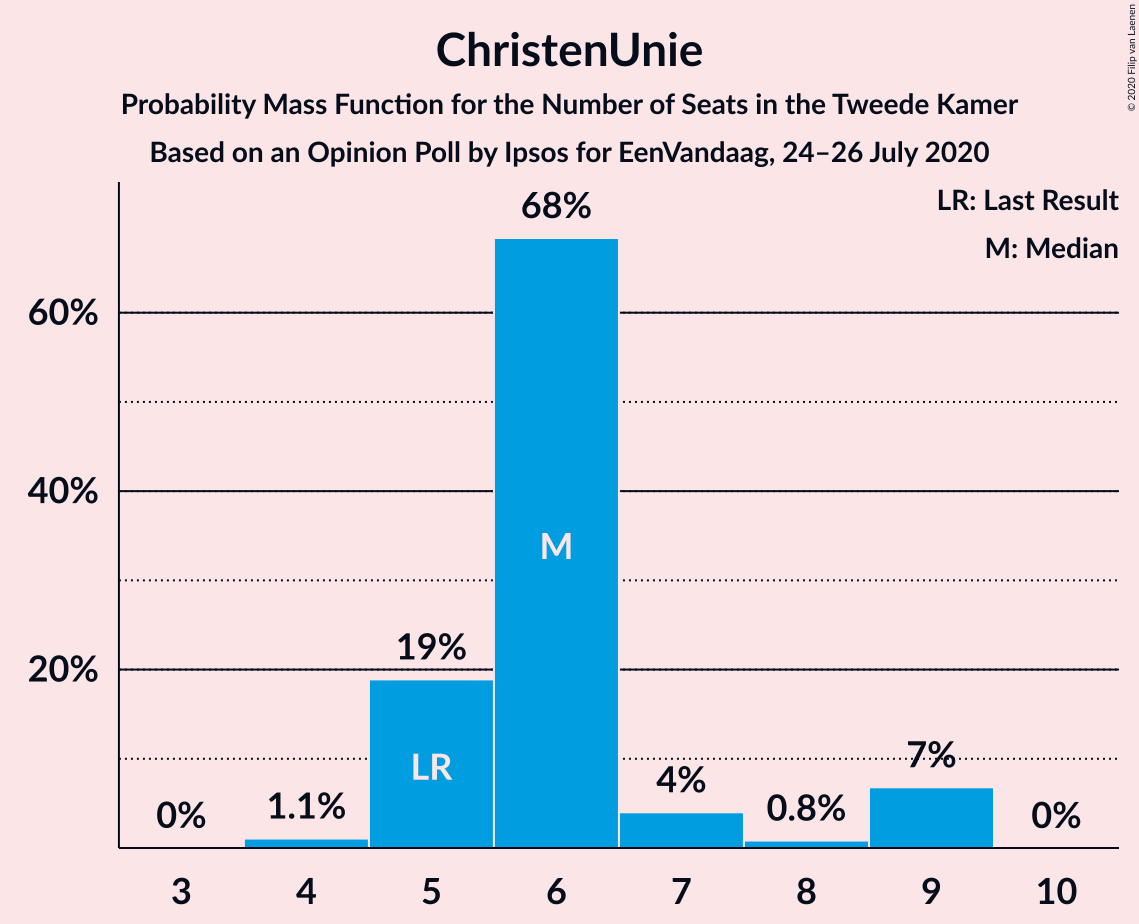 ChristenUnie
Probability Mass Function for the Number of Seats in the Tweede Kamer
Based on an Opinion Poll by Ipsos for EenVandaag, 24–26 July 2020
© 2020 Filip van Laenen
LR: Last Result
M: Median
68%
60%
40%
M
19%
20%
LR
7%
4%
0%
1.1%
0.8%
0%
3 4 5 6 7 8 9 10